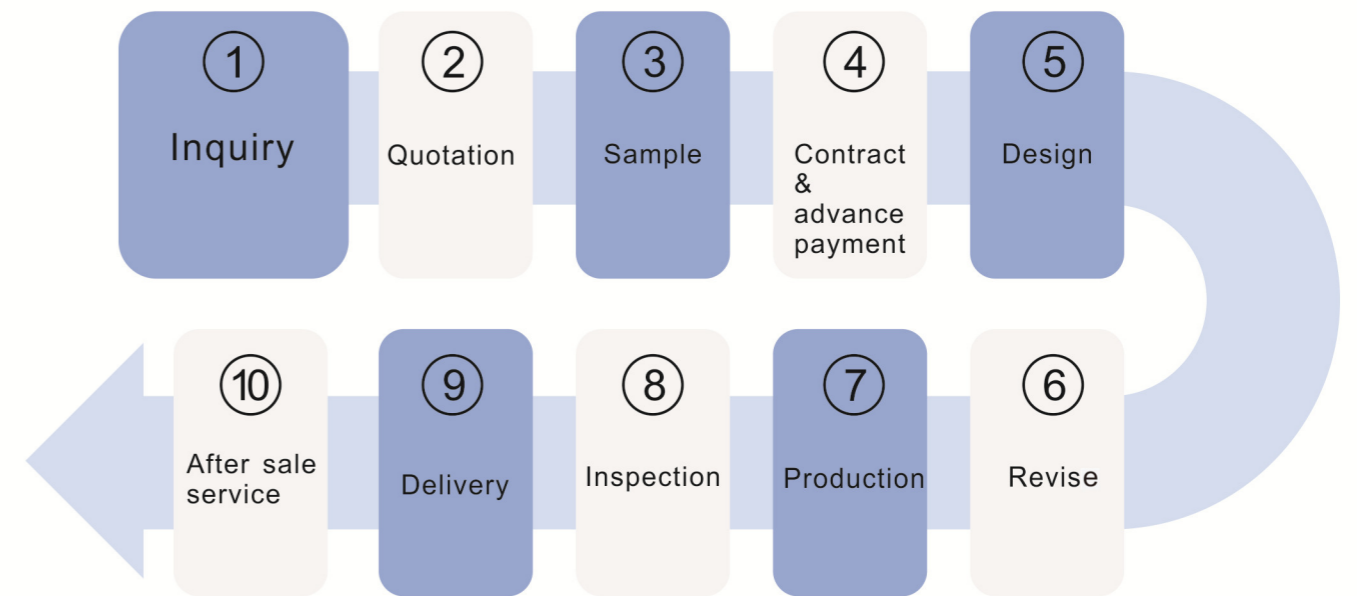 ①
Inquiry
②
Quotation
③
Sample
④
Contract
&
advance
payment
⑤
Design
⑥
Revise
⑦
Production
⑧
Inspection
⑨
Delivery
⑩
After sale
service